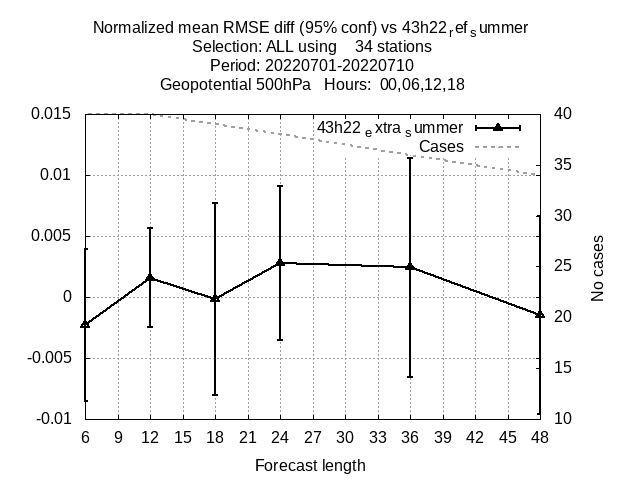 Normalized mean RMSE diff (95% conf) vs 43h22refsummer
Selection: ALL using 34 stations
Period: 20220701-20220710
Geopotential 500hPa Hours: 00,06,12,18
43h22extrasummer
Cases
0.015
0.01
0.005
0
-0.005
-0.01
40
35
30
25
20
15
10
No cases
6 9 12 15 18 21 24 27 30 33 36 39 42 45 48
Forecast length